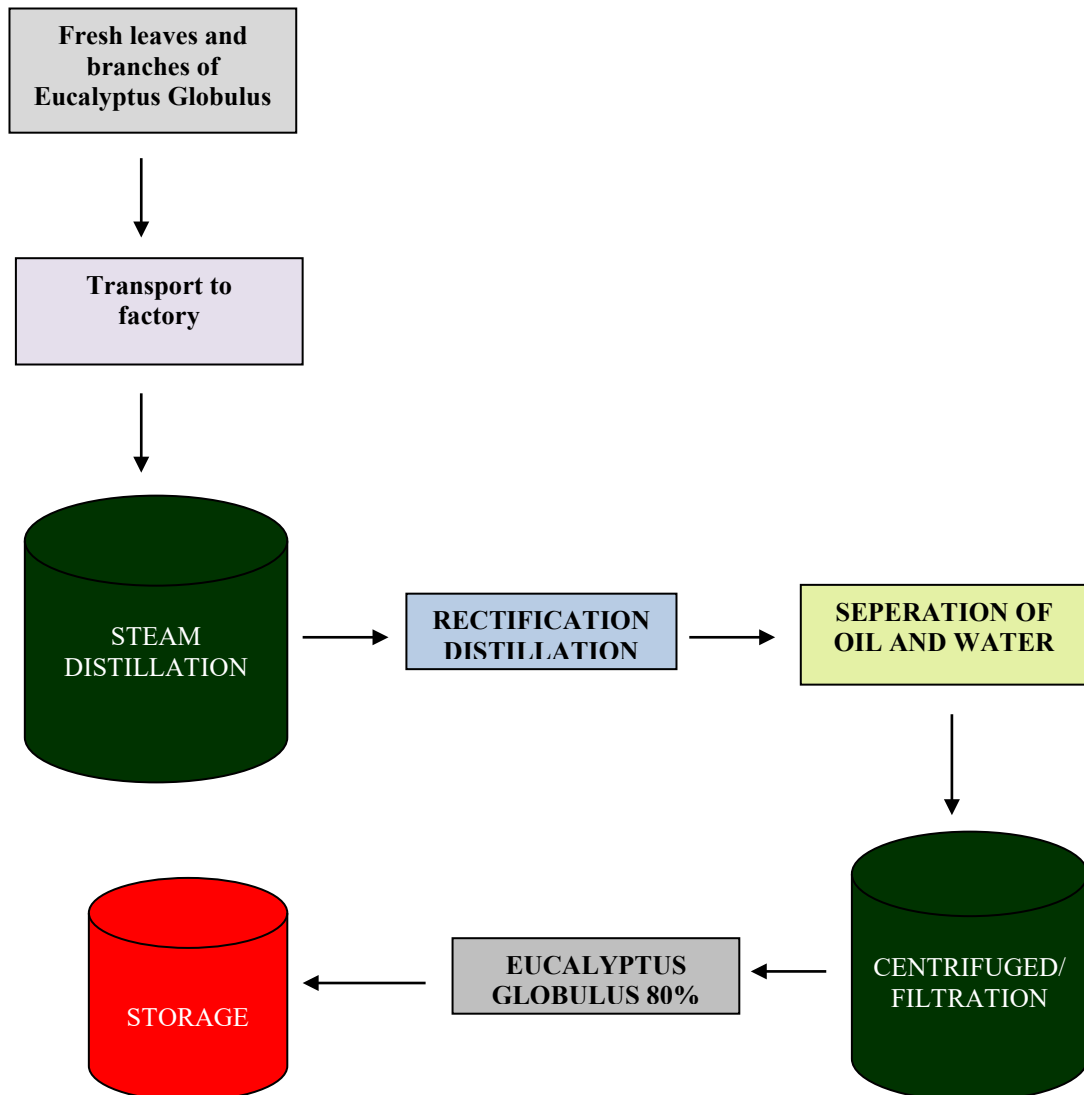 Fresh leaves and
branches of
Eucalyptus Globulus
Transport to
factory
STEAM
DISTILLATION
RECTIFICATION
DISTILLATION
SEPERATION OF
OIL AND WATER
CENTRIFUGED/
FILTRATION
EUCALYPTUS
GLOBULUS 80%
STORAGE